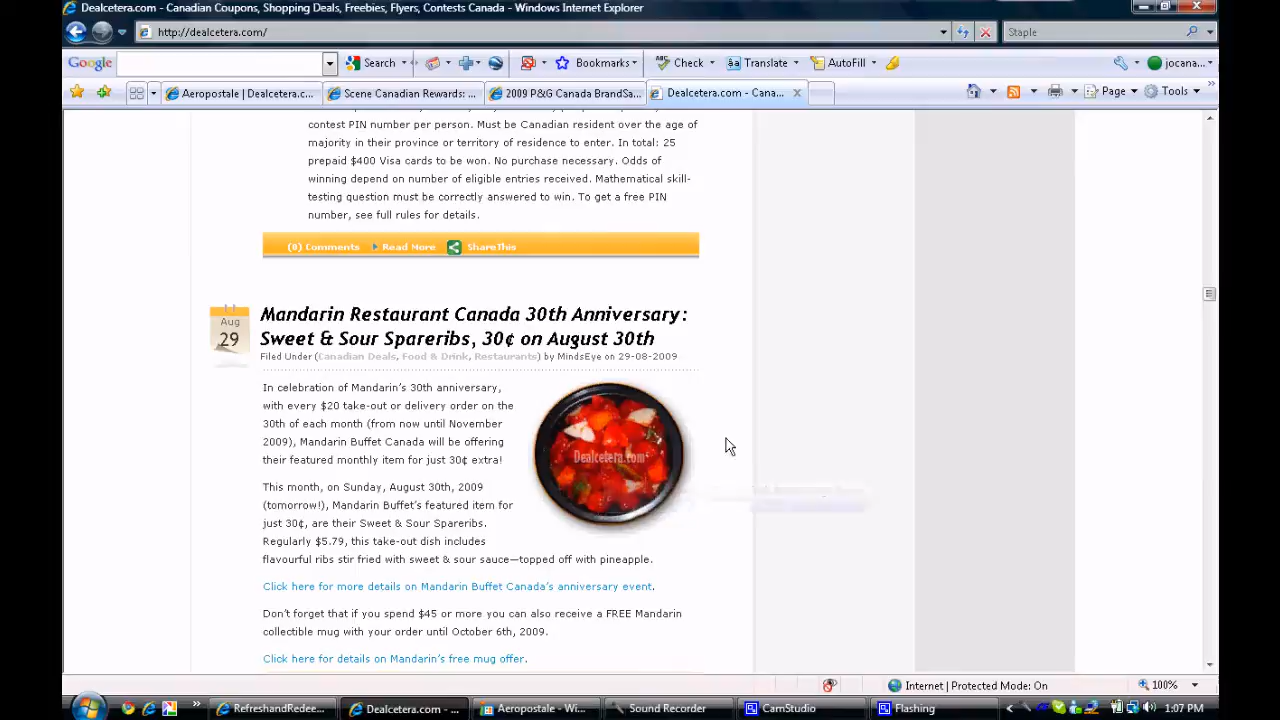 Dealcetera.com - Canadian Coupons, Shopping Deals, Freebies, Flyers, Contests Canada - Windows Internet Explorer
http://dealcetera.com/
Staple
Google
Search
Bookmarks
Check
Translate
AutoFill
jocana...
Aeropostale | Dealcetera.c...
Scene Canadian Rewards: ...
2009 P&G Canada BrandSa...
Dealcetera.com - Cana...
Page
Tools
contest PIN number per person. Must be Canadian resident over the age of
majority in their province or territory of residence to enter. In total: 25
prepaid $400 Visa cards to be won. No purchase necessary. Odds of
winning depend on number of eligible entries received. Mathematical skill-
testing question must be correctly answered to win. To get a free PIN
number, see full rules for details.
(0) Comments Read More ShareThis
Aug
29
Mandarin Restaurant Canada 30th Anniversary:
Sweet & Sour Spareribs, 30¢ on August 30th
Filed Under (Canadian Deals, Food & Drink, Restaurants) by MindsEye on 29-08-2009
In celebration of Mandarin's 30th anniversary,
with every $20 take-out or delivery order on the
30th of each month (from now until November
2009), Mandarin Buffet Canada will be offering
their featured monthly item for just 30¢ extra!
Dealcetera.com
This month, on Sunday, August 30th, 2009
(tomorrow!), Mandarin Buffet's featured item for
just 30¢, are their Sweet & Sour Spareribs.
Regularly $5.79, this take-out dish includes
flavourful ribs stir fried with sweet & sour sauce—topped off with pineapple.
Click here for more details on Mandarin Buffet Canada's anniversary event.
Don't forget that if you spend $45 or more you can also receive a FREE Mandarin
collectible mug with your order until October 6th, 2009.
Click here for details on Mandarin's free mug offer.
Internet | Protected Mode: On
100%
RefreshandRedee...
Dealcetera.com - ...
Aeropostale - Wi...
Sound Recorder
CamStudio
Flashing
1:07 PM